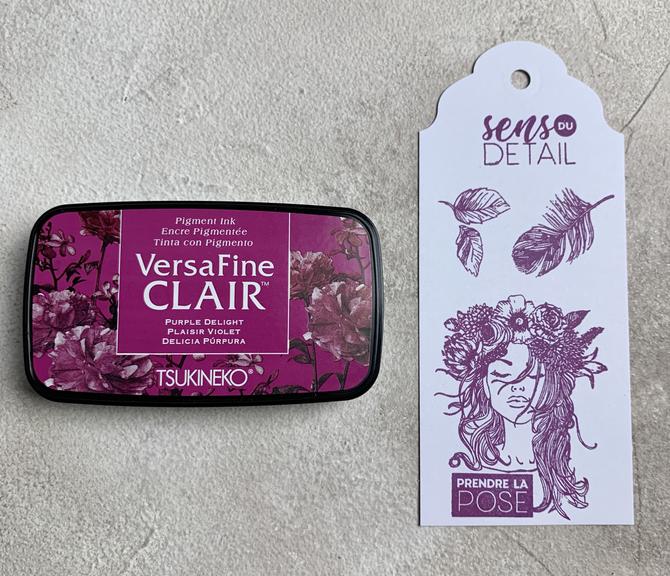 Pigment Ink
Encre Pigmentée
Tinta con Pigmento
VersaFine
CLAIR™
PURPLE DELIGHT
PLAISIR VIOLET
DELICIA PÚRPURA
TSUKINEKO®
sens DU
DETAIL
PRENDRE LA
POSE